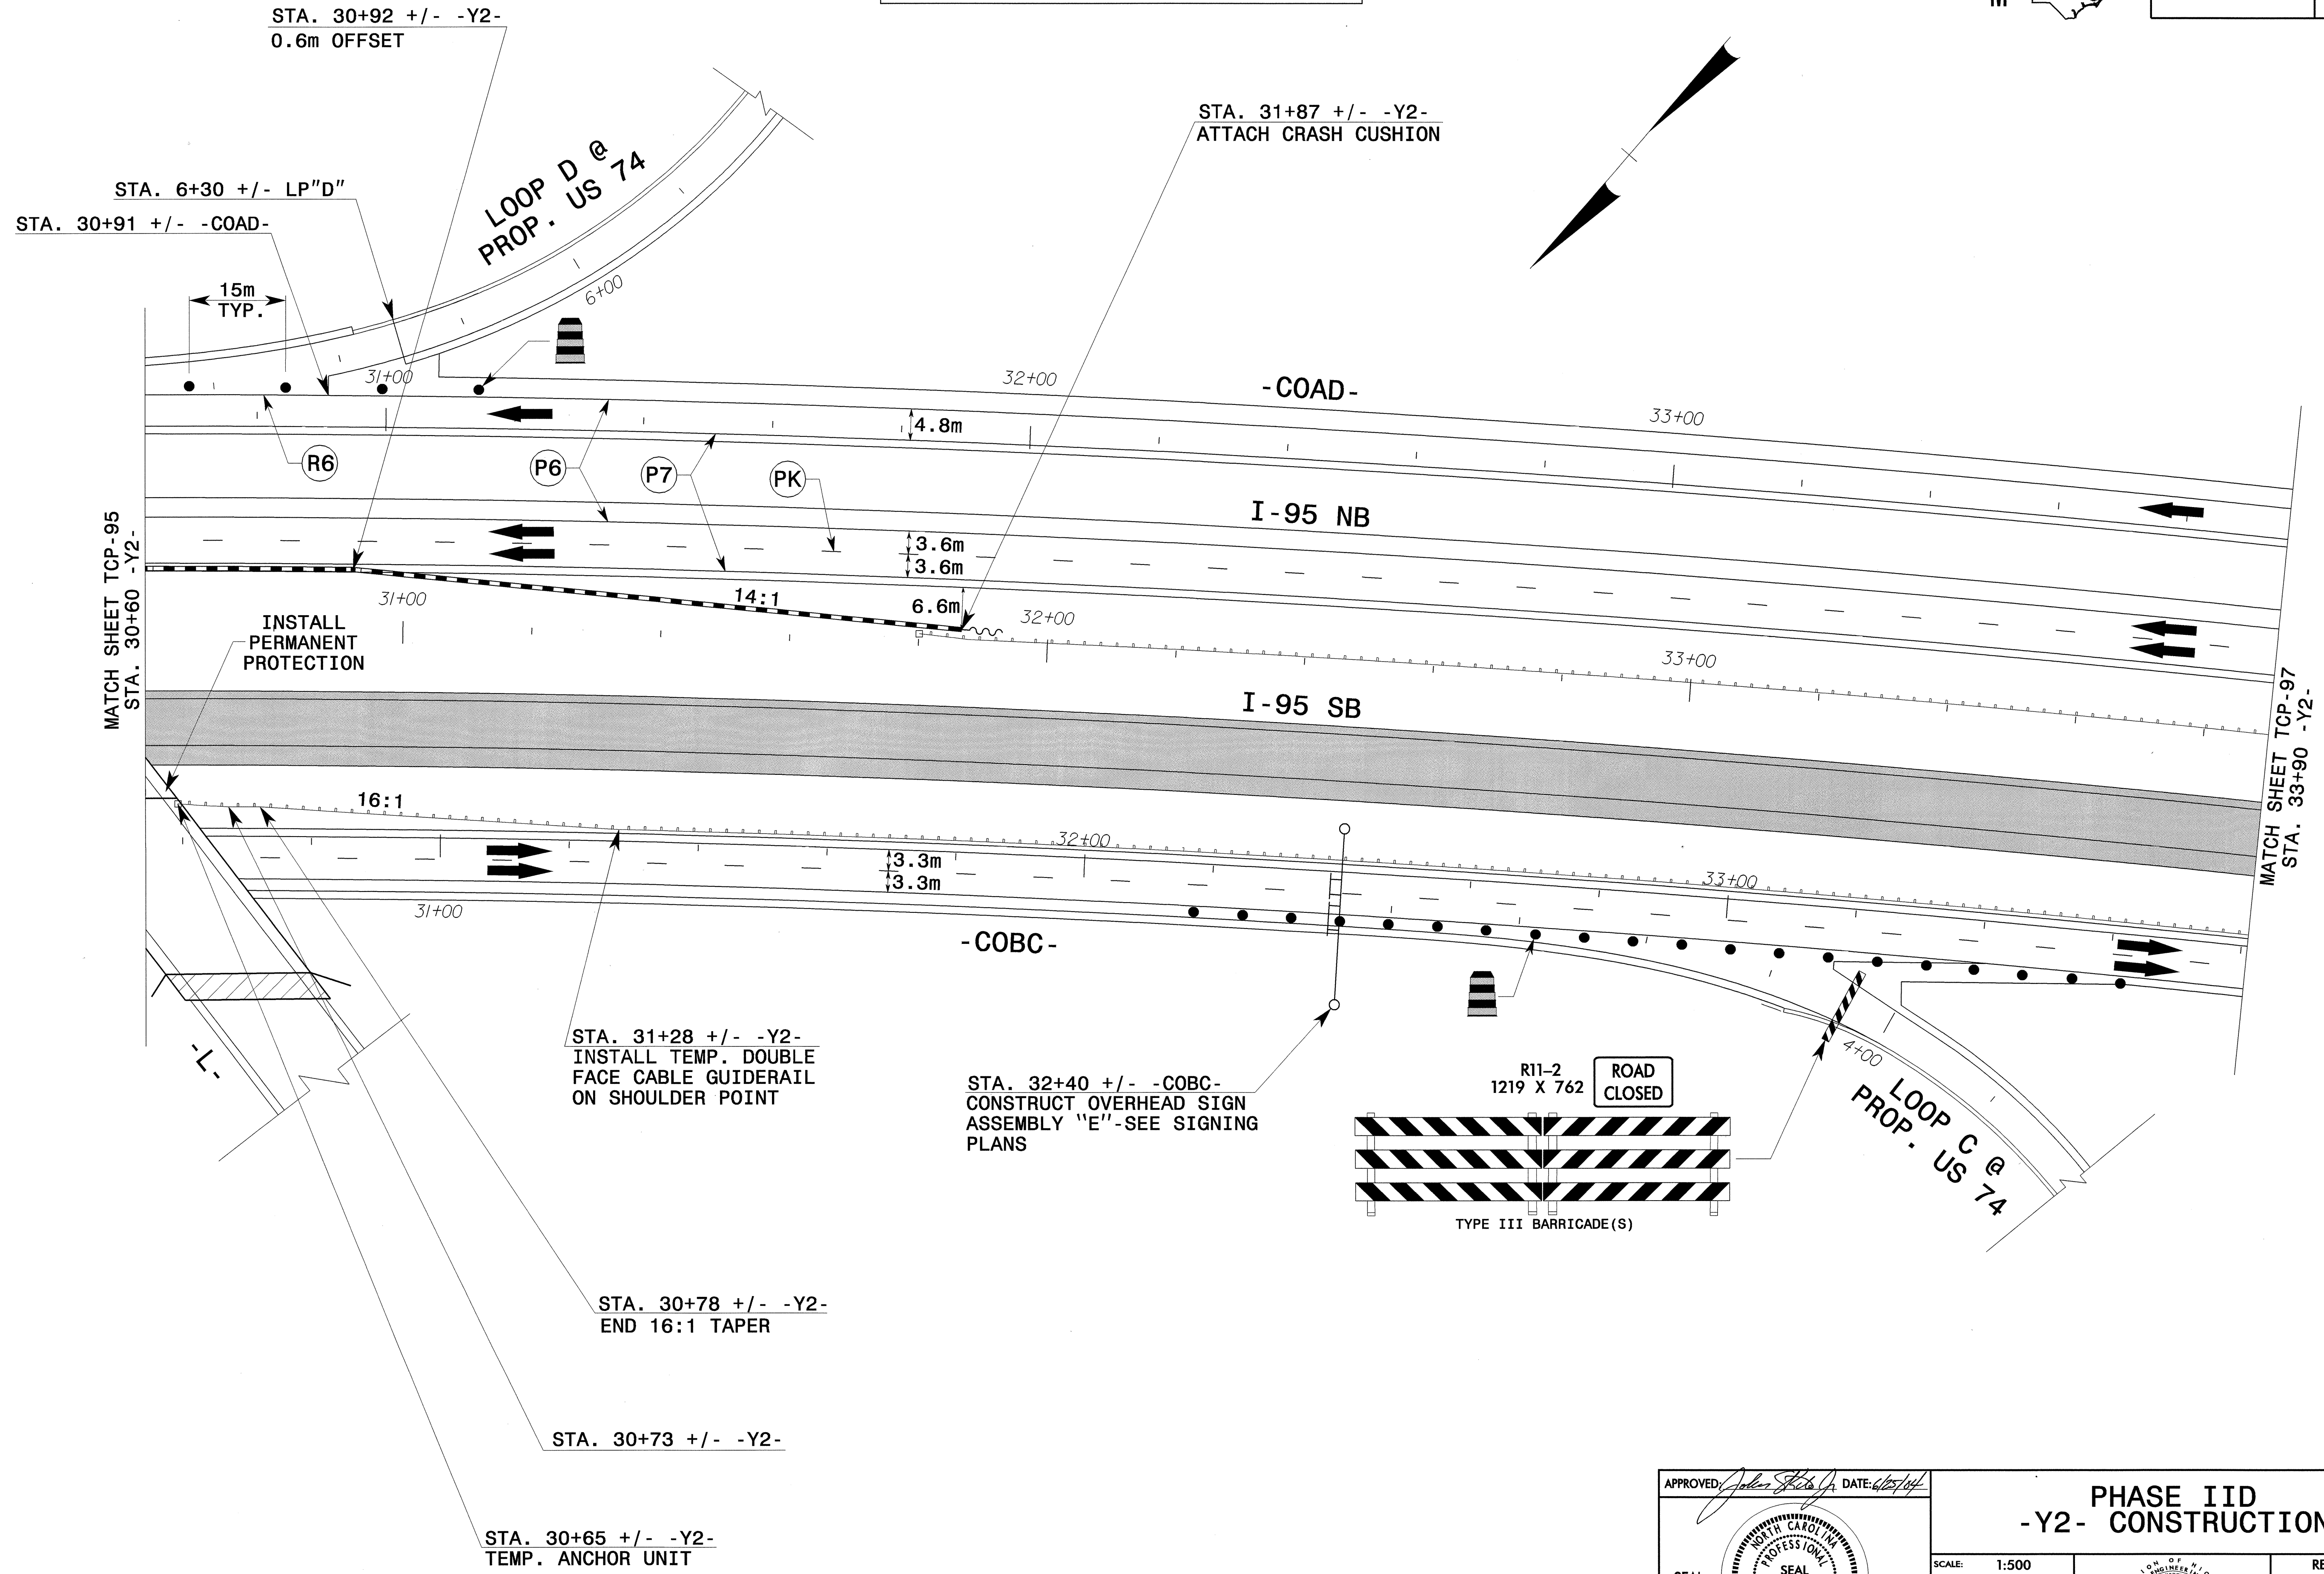 STA. 30+92 +/- -Y2-
0.6m OFFSET
M
STA. 31+87 +/- -Y2-
ATTACH CRASH CUSHION
LOOP D @
PROP. US 74
STA. 6+30 +/- LP"D"
STA. 30+91 +/- -COAD-
15m
TYP.
6+00
31+00
32+00
-COAD-
33+00
4.8m
R6
P6
P7
PK
I-95 NB
3.6m
3.6m
MATCH SHEET TCP-95
STA. 30+60 -Y2-
14:1
6.6m
31+00
32+00
33+00
INSTALL
PERMANENT
PROTECTION
I-95 SB
MATCH SHEET TCP-97
STA. 33+90 -Y2-
16:1
32+00
3.3m
3.3m
33+00
31+00
-COBC-
-L-
STA. 31+28 +/- -Y2-
INSTALL TEMP. DOUBLE
FACE CABLE GUIDERAIL
ON SHOULDER POINT
STA. 32+40 +/- -COBC-
CONSTRUCT OVERHEAD SIGN
ASSEMBLY "E"-SEE SIGNING
PLANS
R11-2
1219 X 762
ROAD
CLOSED
4+00
LOOP C @
PROP. US 74
TYPE III BARRICADE(S)
STA. 30+78 +/- -Y2-
END 16:1 TAPER
STA. 30+73 +/- -Y2-
STA. 30+65 +/- -Y2-
TEMP. ANCHOR UNIT
APPROVED: DATE: 6/25/04
PHASE IID
-Y2- CONSTRUCTION
NORTH CAROLINA
PROFESSIONAL
SEAL
SCALE: 1:500